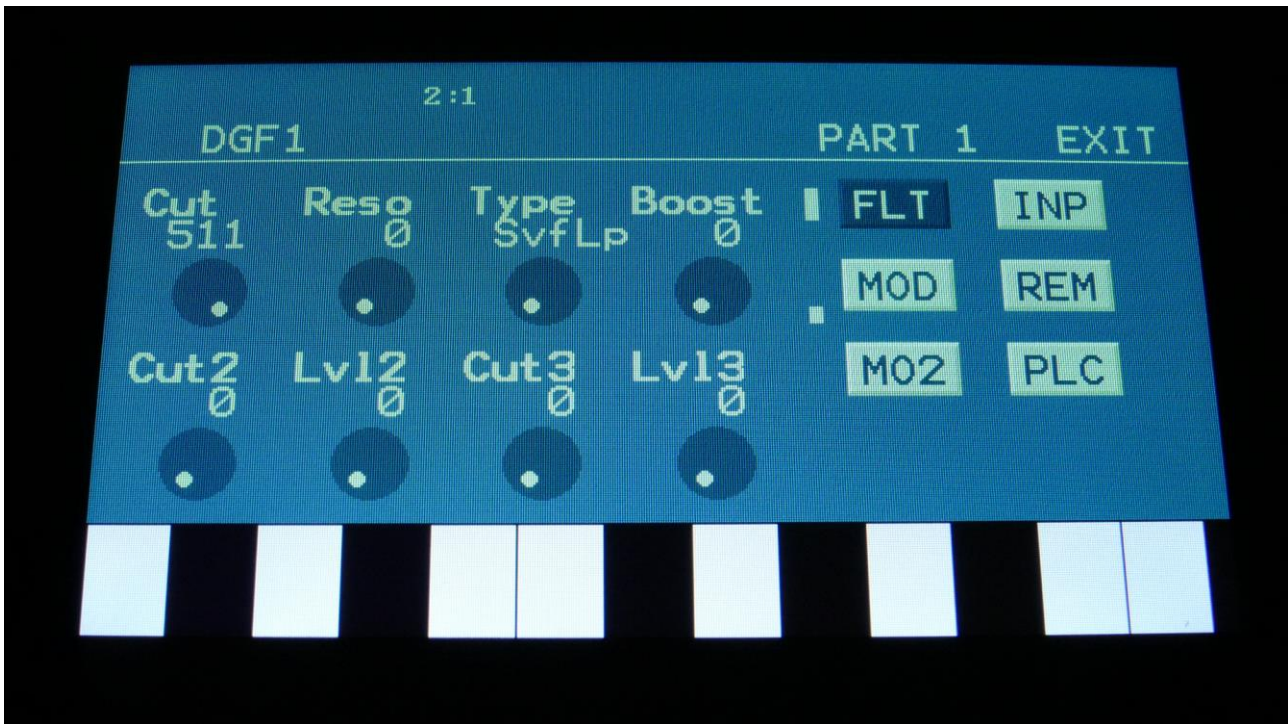 2:1
DGF1 PART 1 EXIT
Cut Reso Type Boost FLT INP
511 0 SvfLp 0
MOD REM
Cut2 Lvl2 Cut3 Lvl3 MO2 PLC
0 0 0 0